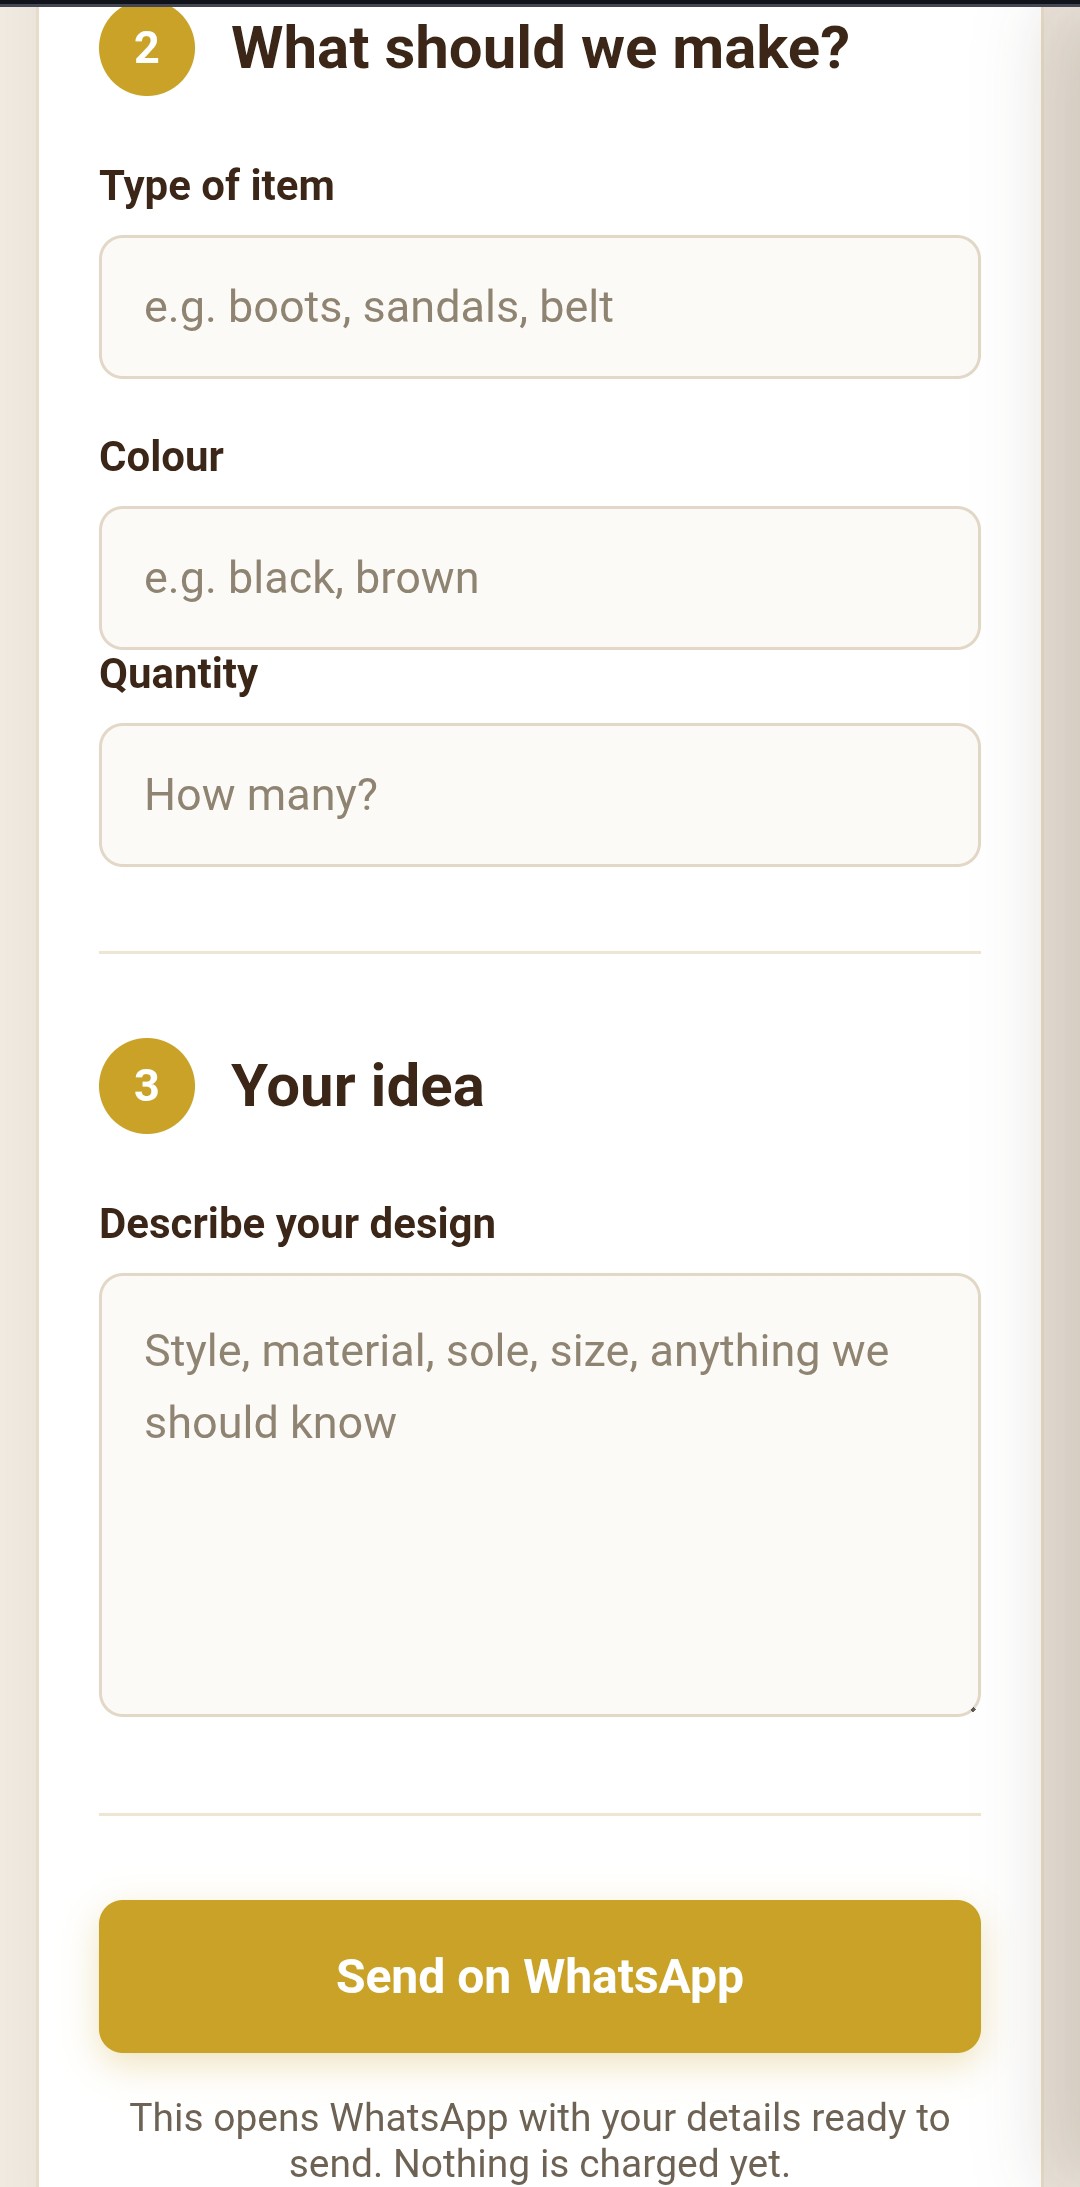 2 What should we make?
Type of item
e.g. boots, sandals, belt
Colour
e.g. black, brown
Quantity
How many?
3 Your idea
Describe your design
Style, material, sole, size, anything we
should know
Send on WhatsApp
This opens WhatsApp with your details ready to
send. Nothing is charged yet.